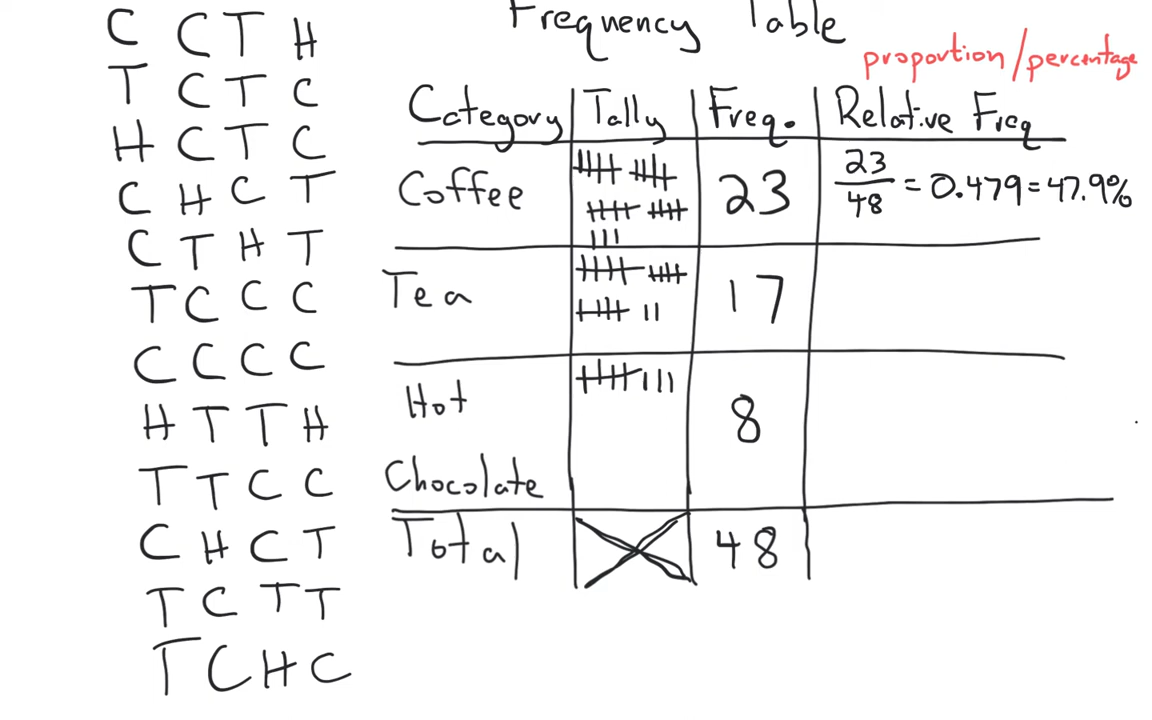 Frequency Table
proportion/percentage
C C T H
T C T C
H C T C
C H C T
C T H T
T C C C
C C C C
H T T H
T T C C
C H C T
T C T T
T C H C
Category Tally Freq. Relative Freq
Coffee 23 23/48 = 0.479 = 47.9%
Tea 17
Hot
Chocolate 8
Total 48